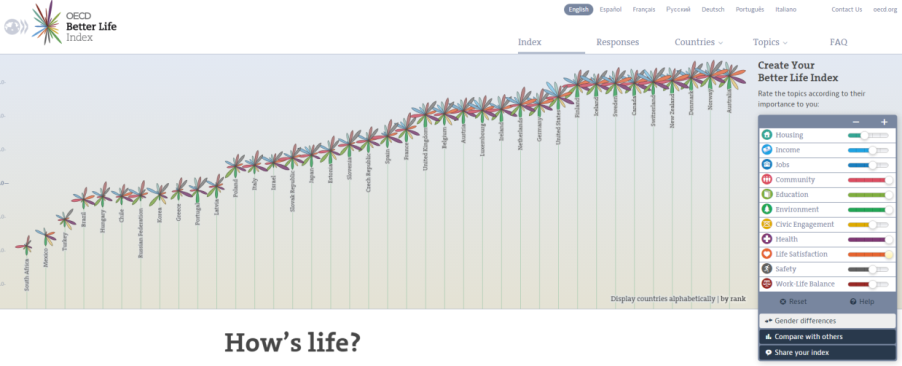 OECD
Better Life
Index
English Español Français Русский Deutsch Português Italiano Contact Us oecd.org
Index Responses Countries Topics FAQ
Create Your
Better Life Index
Rate the topics according to their
importance to you:
Housing
Income
Jobs
Community
Education
Environment
Civic Engagement
Health
Life Satisfaction
Safety
Work-Life Balance
Reset Help
Gender differences
Compare with others
Share your index
South Africa
Mexico
Turkey
Brazil
Hungary
Chile
Russian Federation
Korea
Greece
Portugal
Latvia
Poland
Italy
Israel
Slovak Republic
Japan
Estonia
Slovenia
Czech Republic
Spain
France
United Kingdom
Belgium
Austria
Luxembourg
Ireland
Netherlands
Germany
United States
Finland
Iceland
Sweden
Canada
Switzerland
New Zealand
Denmark
Norway
Australia
Display countries alphabetically | by rank
How's life?